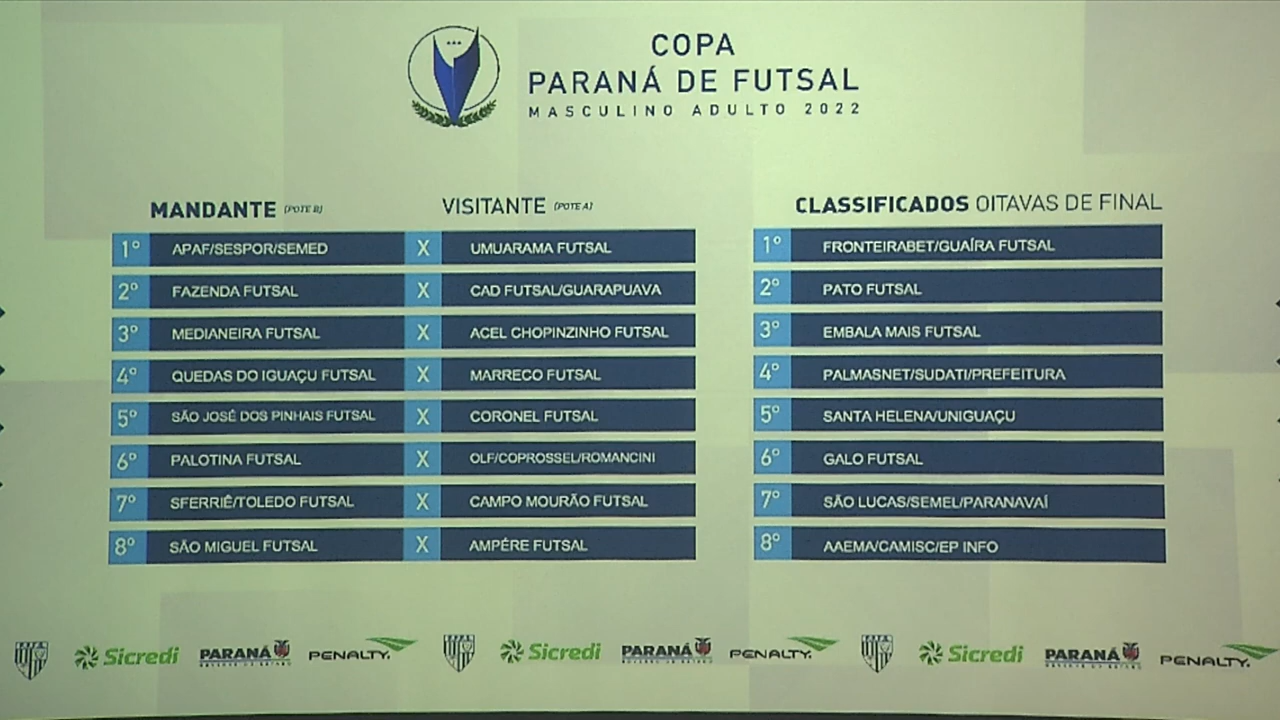 COPA
PARANÁ DE FUTSAL
MASCULINO ADULTO 2022
MANDANTE (POTE B) VISITANTE (POTE A)
1º APAF/SESPOR/SEMED X UMUARAMA FUTSAL
2º FAZENDA FUTSAL X CAD FUTSAL/GUARAPUAVA
3º MEDIANEIRA FUTSAL X ACEL CHOPINZINHO FUTSAL
4º QUEDAS DO IGUAÇU FUTSAL X MARRECO FUTSAL
5º SÃO JOSÉ DOS PINHAIS FUTSAL X CORONEL FUTSAL
6º PALOTINA FUTSAL X OLF/COPROSSEL/ROMANCINI
7º SFERRIÊ/TOLEDO FUTSAL X CAMPO MOURÃO FUTSAL
8º SÃO MIGUEL FUTSAL X AMPÉRE FUTSAL
CLASSIFICADOS OITAVAS DE FINAL
1º FRONTEIRABET/GUAÍRA FUTSAL
2º PATO FUTSAL
3º EMBALA MAIS FUTSAL
4º PALMASNET/SUDATI/PREFEITURA
5º SANTA HELENA/UNIGUAÇU
6º GALO FUTSAL
7º SÃO LUCAS/SEMEL/PARANAVAÍ
8º AAEMA/CAMISC/EP INFO
Sicredi PARANÁ PENALTY Sicredi PARANÁ PENALTY Sicredi PARANÁ PENALTY